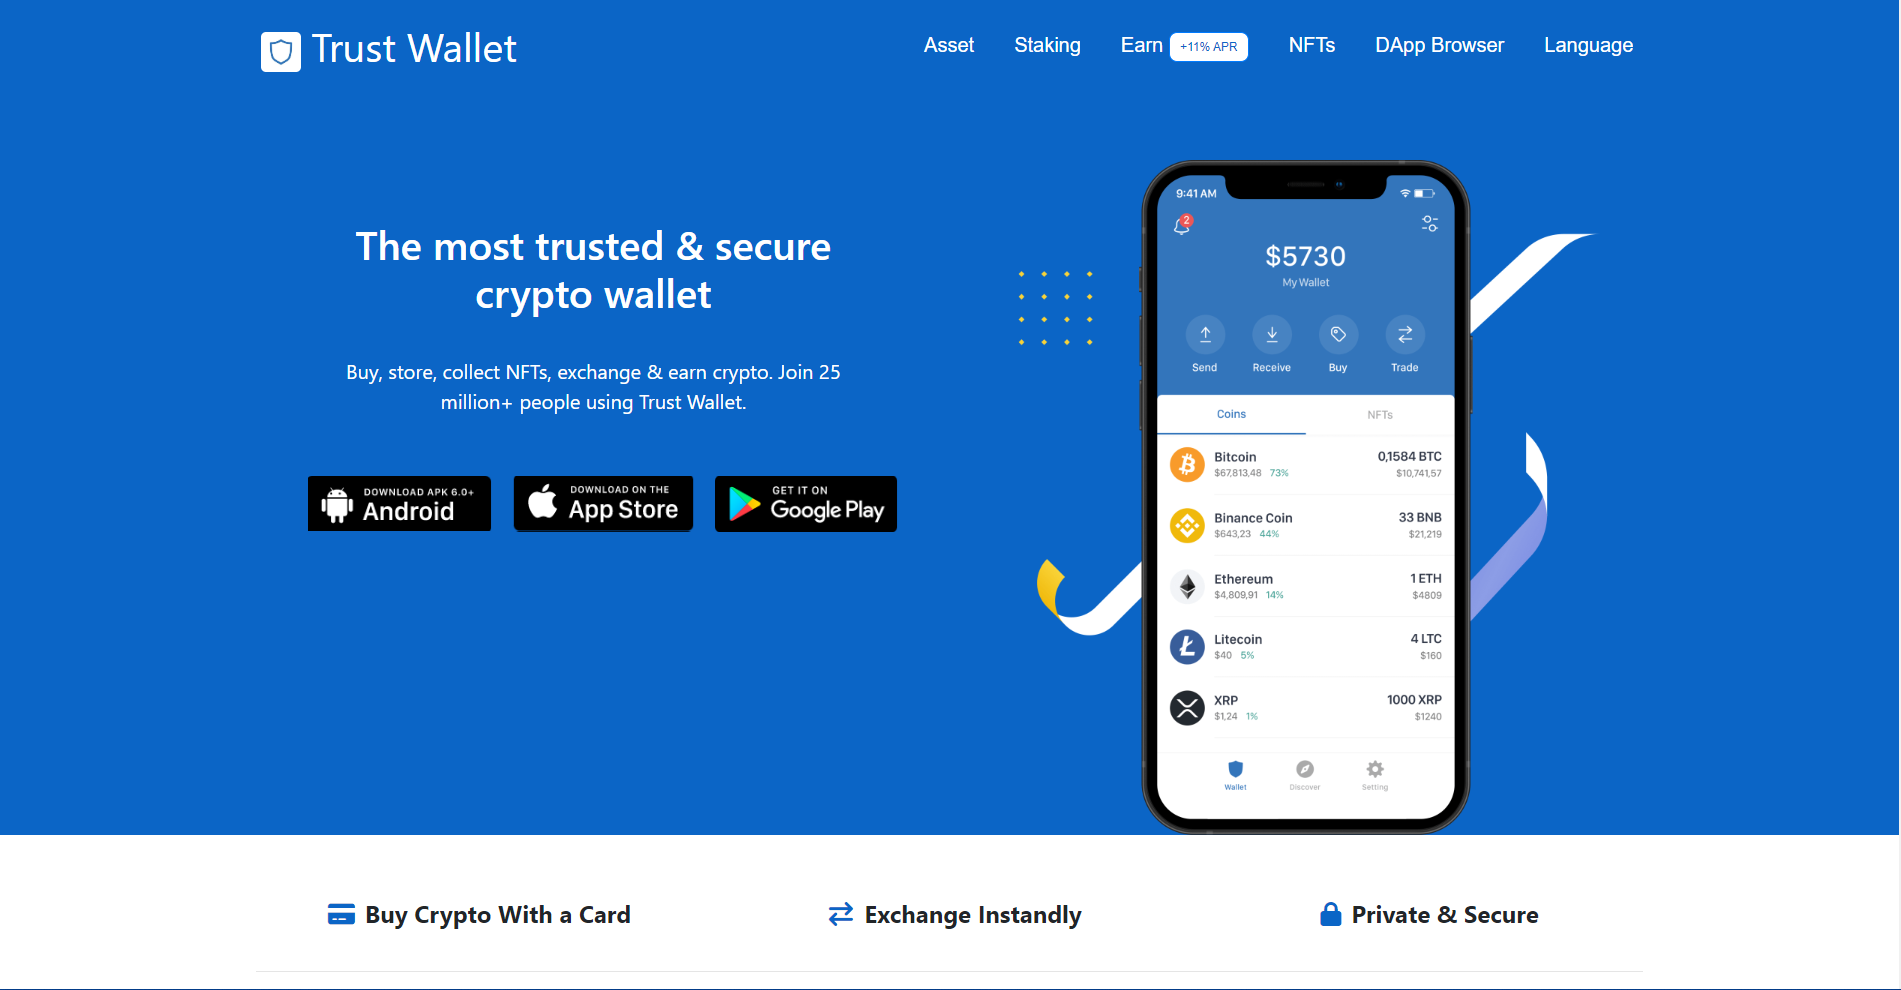 Trust Wallet
Asset
Staking
Earn +11% APR
NFTs
DApp Browser
Language
The most trusted & secure
crypto wallet
Buy, store, collect NFTs, exchange & earn crypto. Join 25
million+ people using Trust Wallet.
DOWNLOAD APK 6.0+
Android
DOWNLOAD ON THE
App Store
GET IT ON
Google Play
9:41 AM
2
$5730
My Wallet
Send
Receive
Buy
Trade
Coins
NFTs
Bitcoin 0,1584 BTC
$67,813,48 73% $10,741,57
Binance Coin 33 BNB
$643,23 44% $21,219
Ethereum 1 ETH
$4,809,91 14% $4809
Litecoin 4 LTC
$40 5% $160
XRP 1000 XRP
$1,24 1% $1240
Wallet
Discover
Setting
Buy Crypto With a Card
Exchange Instandly
Private & Secure